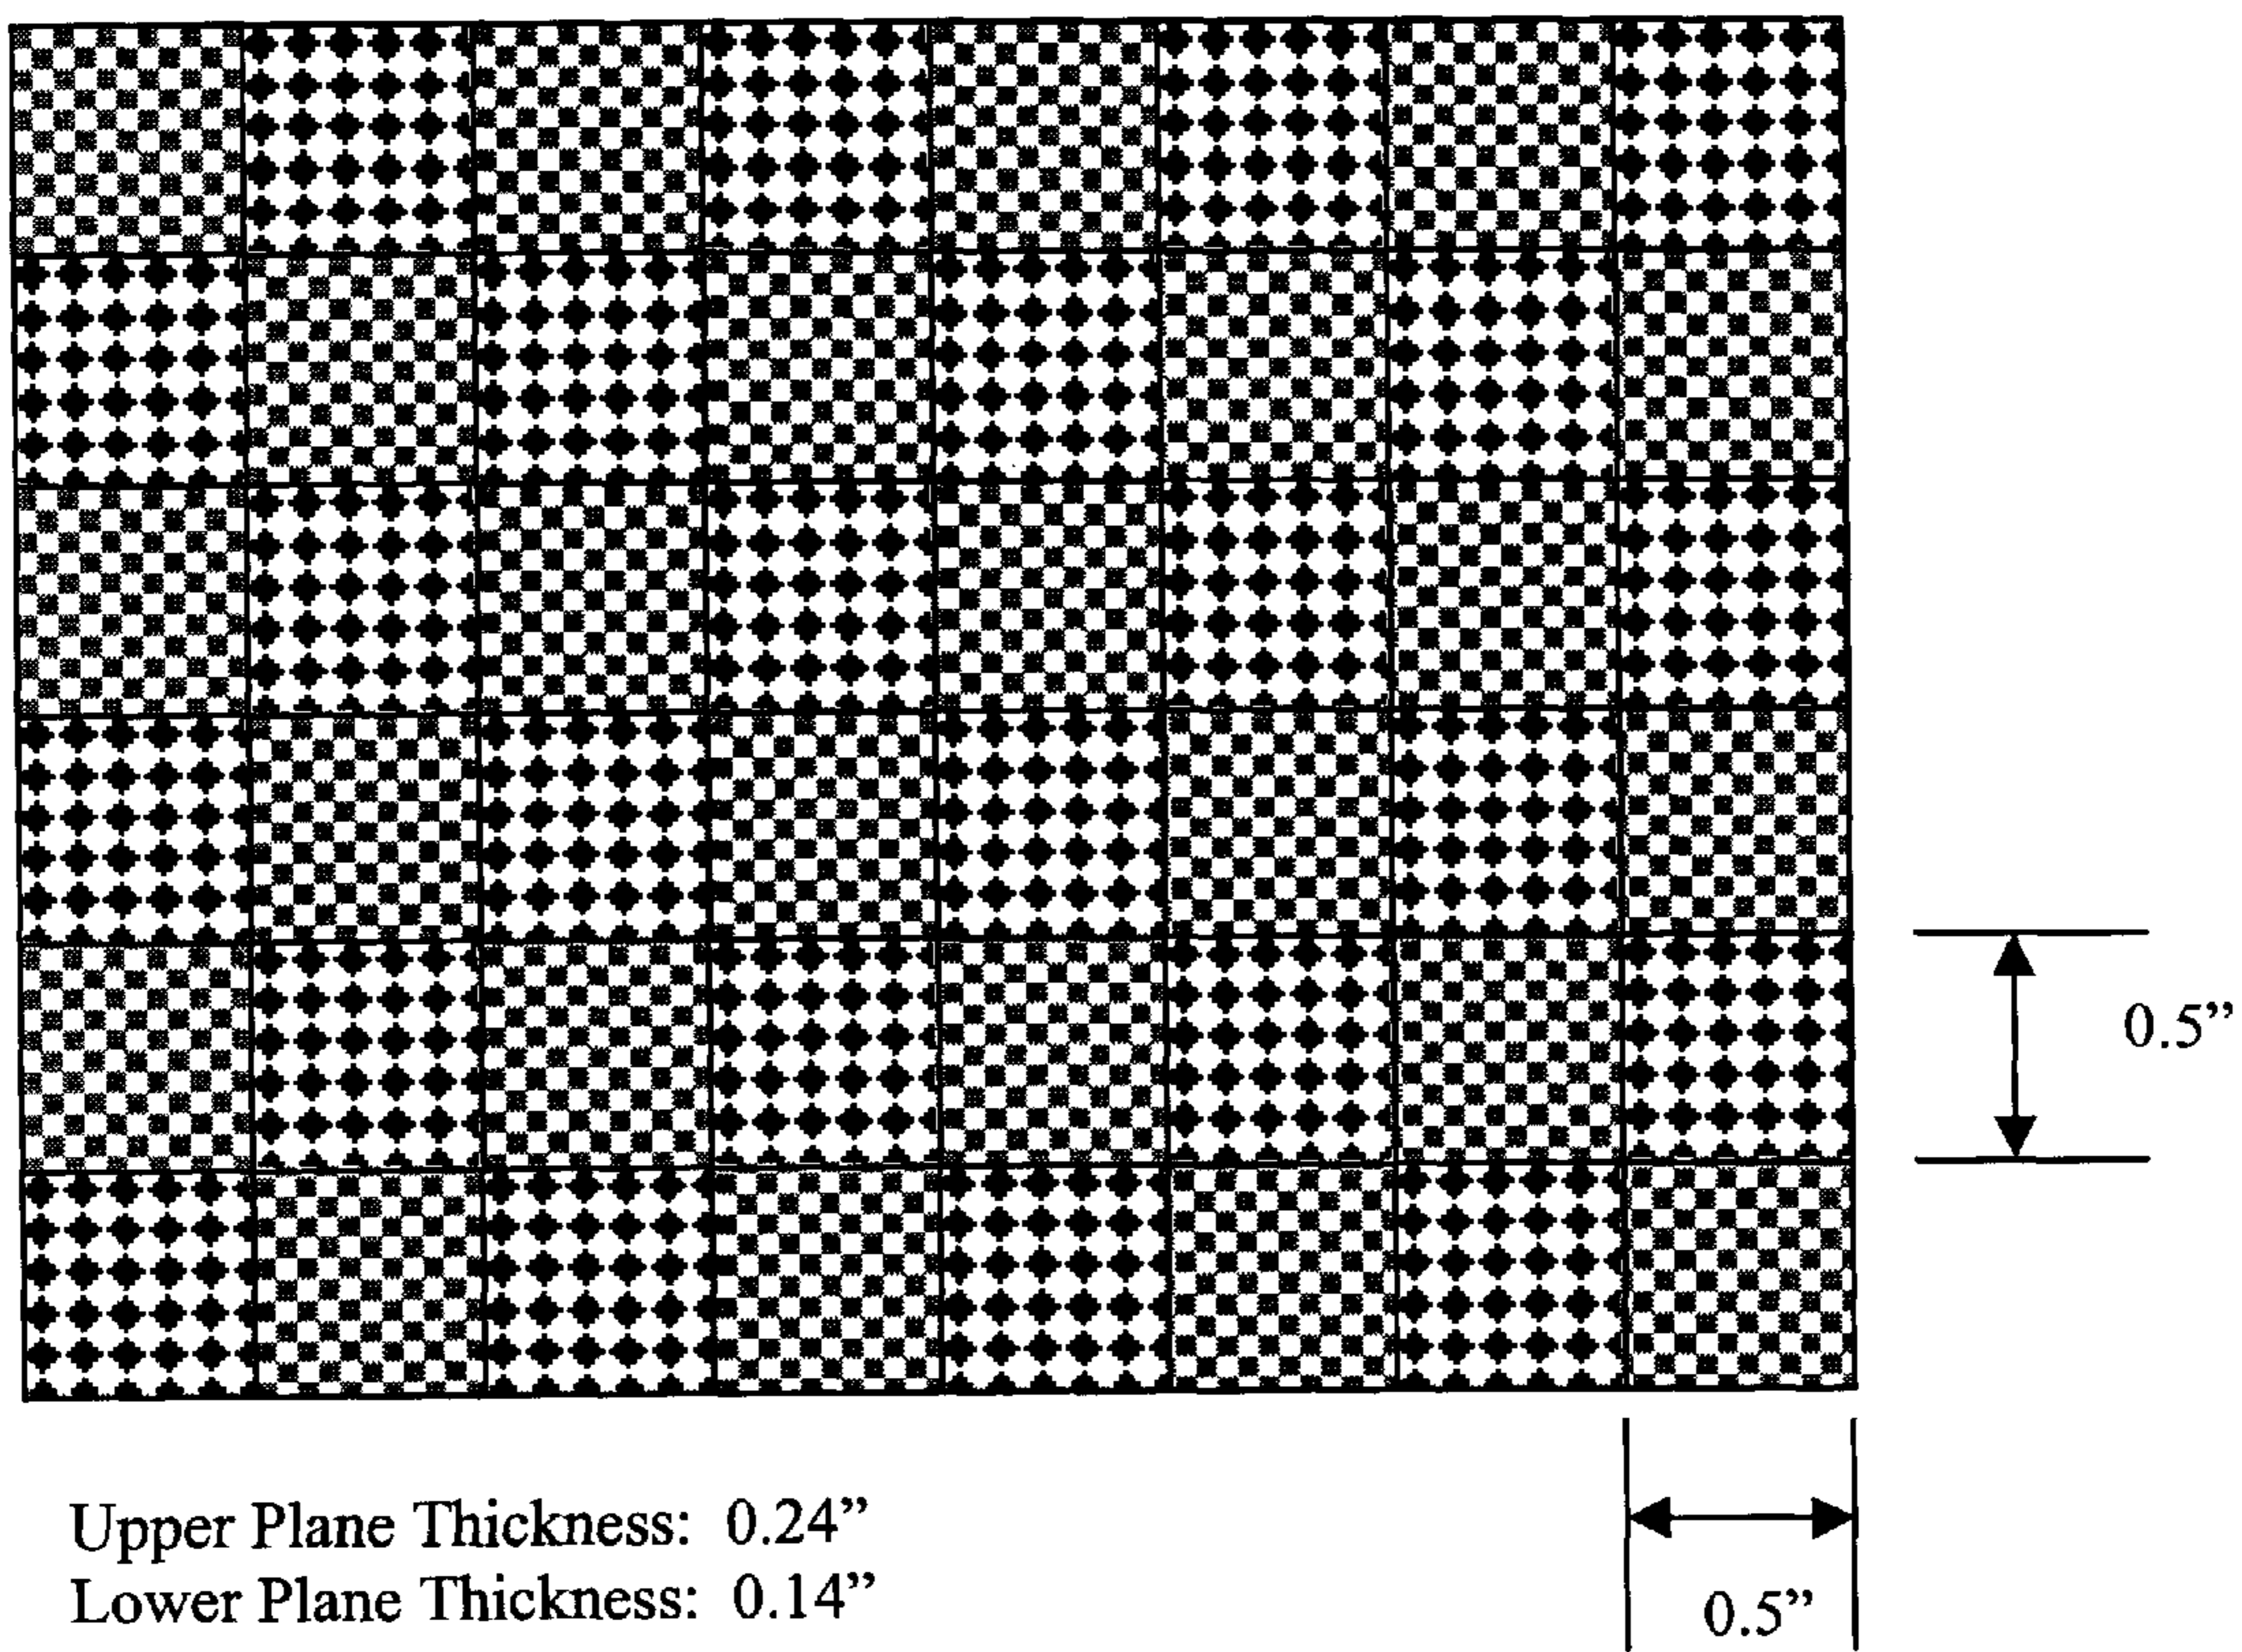 0.5”
Upper Plane Thickness: 0.24”
Lower Plane Thickness: 0.14”
0.5”